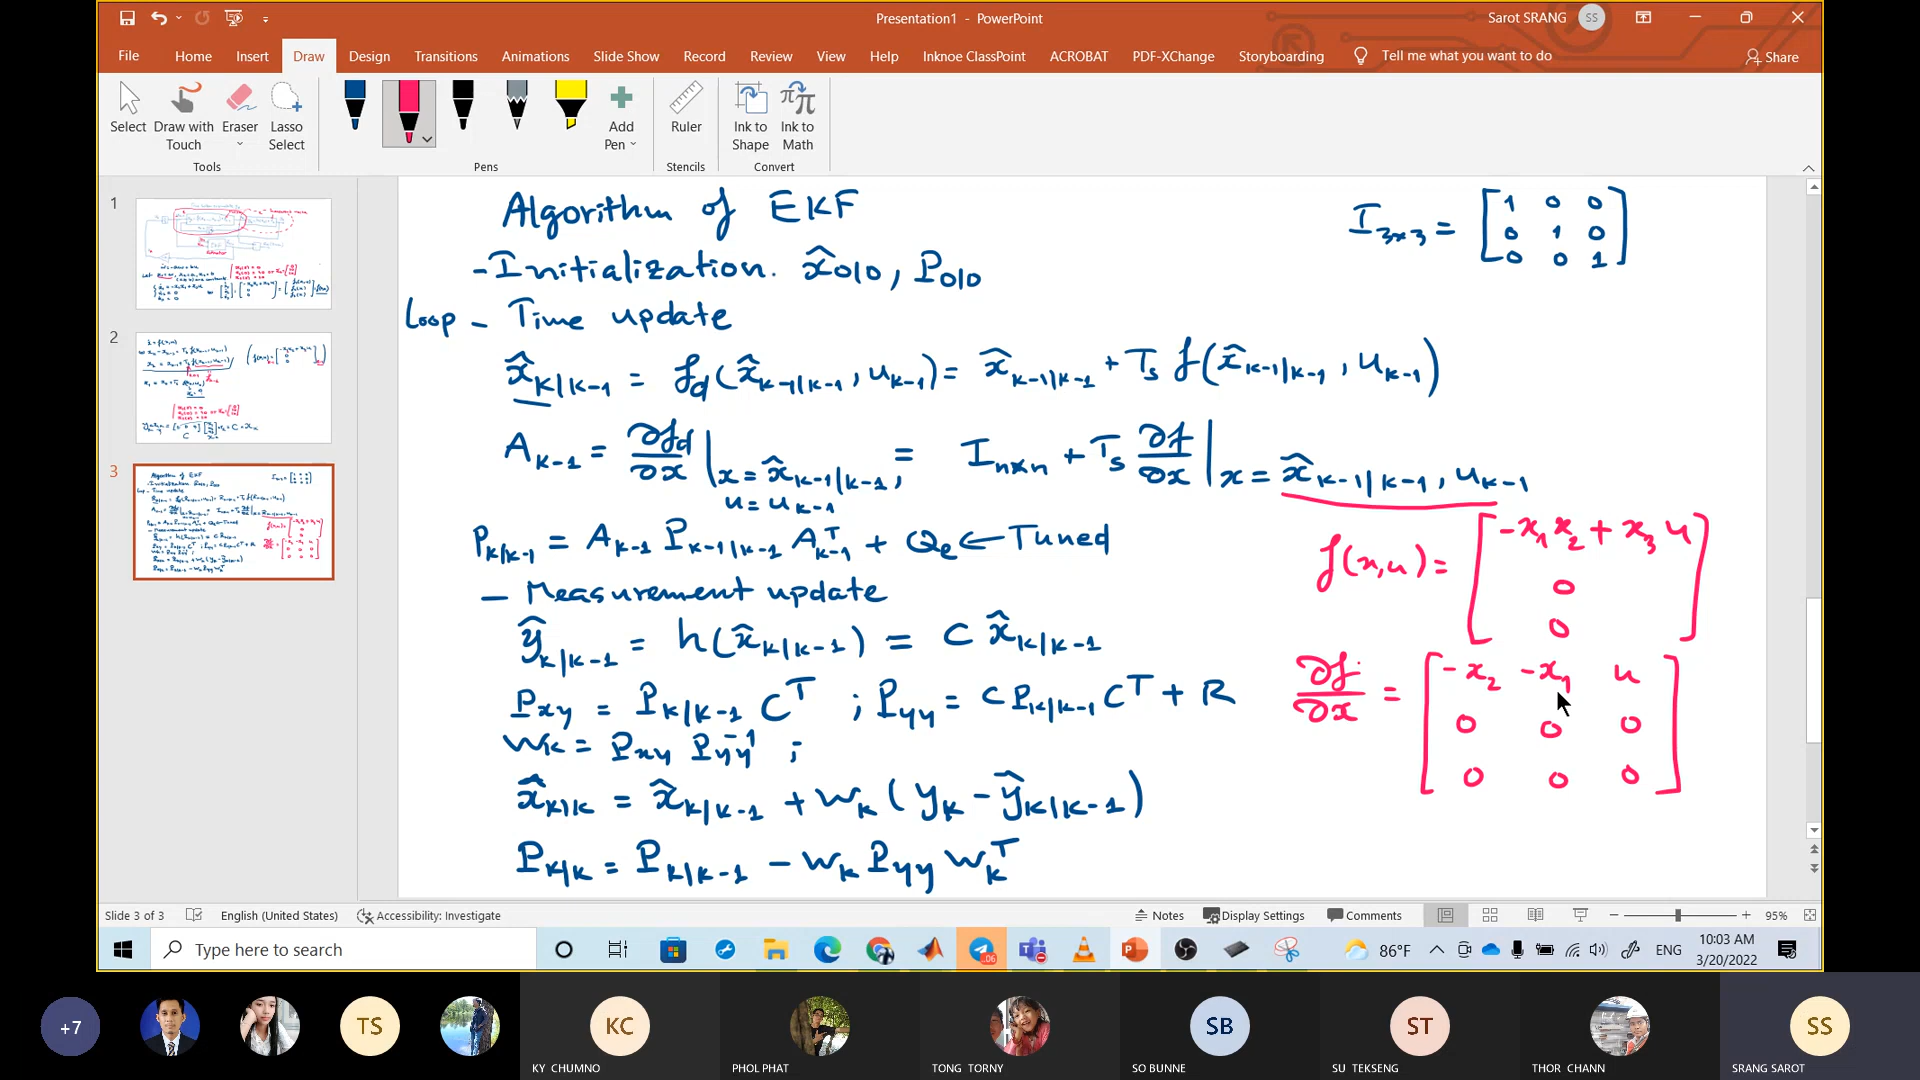 Presentation1 - PowerPoint
Sarot SRANG SS
File Home Insert Draw Design Transitions Animations Slide Show Record Review View Help Inknoe ClassPoint ACROBAT PDF-XChange Storyboarding Tell me what you want to do Share
Select Draw with Touch Eraser Lasso Select Add Pen Ruler Ink to Shape Ink to Math
Tools Pens Stencils Convert
1
2
3
Algorithm of EKF
- Initialization. x̂0|0, P0|0
I3x3 = [1 0 0; 0 1 0; 0 0 1]
Loop - Time update
x̂k|k-1 = fd(x̂k-1|k-1, uk-1) = x̂k-1|k-1 + Ts f(x̂k-1|k-1, uk-1)
Ak-1 = ∂fd/∂x | x = x̂k-1|k-1, u = uk-1 = Inxn + Ts ∂f/∂x | x = x̂k-1|k-1, uk-1
Pk|k-1 = Ak-1 Pk-1|k-1 A^T k-1 + Qe ← Tuned
f(x,u) = [-x1x2 + x3u; 0; 0]
- Measurement update
ŷk|k-1 = h(x̂k|k-1) = C x̂k|k-1
Pxy = Pk|k-1 C^T ; Pyy = C Pk|k-1 C^T + R
∂f/∂x = [-x2 -x1 u; 0 0 0; 0 0 0]
Wk = Pxy Pyy^-1 ;
x̂k|k = x̂k|k-1 + Wk (yk - ŷk|k-1)
Pk|k = Pk|k-1 - Wk Pyy Wk^T
Slide 3 of 3 English (United States) Accessibility: Investigate Notes Display Settings Comments 95%
Type here to search 86°F ENG 10:03 AM
3/20/2022
+7 TS KC SB ST SS
KY CHUMNO PHOL PHAT TONG TORNY SO BUNNE SU TEKSENG THOR CHANN SRANG SAROT